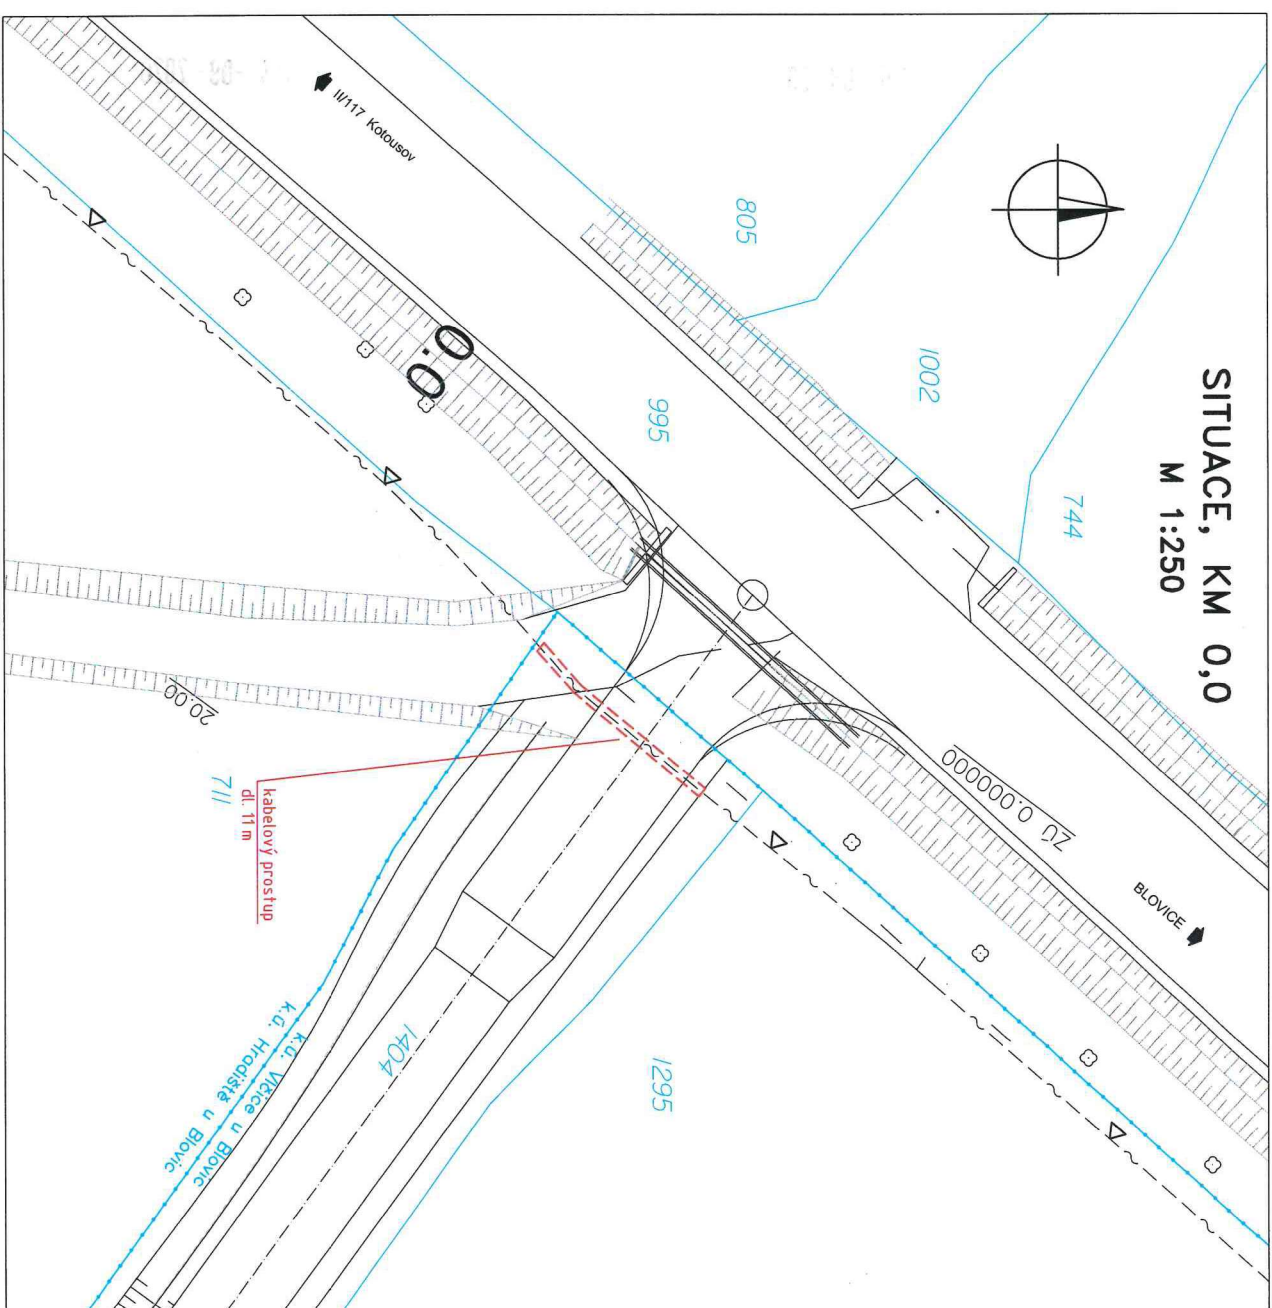 SITUACE, KM 0,0
M 1:250
744
1002
805
995
II/117 Kotousov
0.0
ZÚ 0.000000
BLOVICE
1295
1404
20.00
kabelový prostup
dl. 11 m
711
k.ú. Vlčice u Blovic
k.ú. Hradiště u Blovic